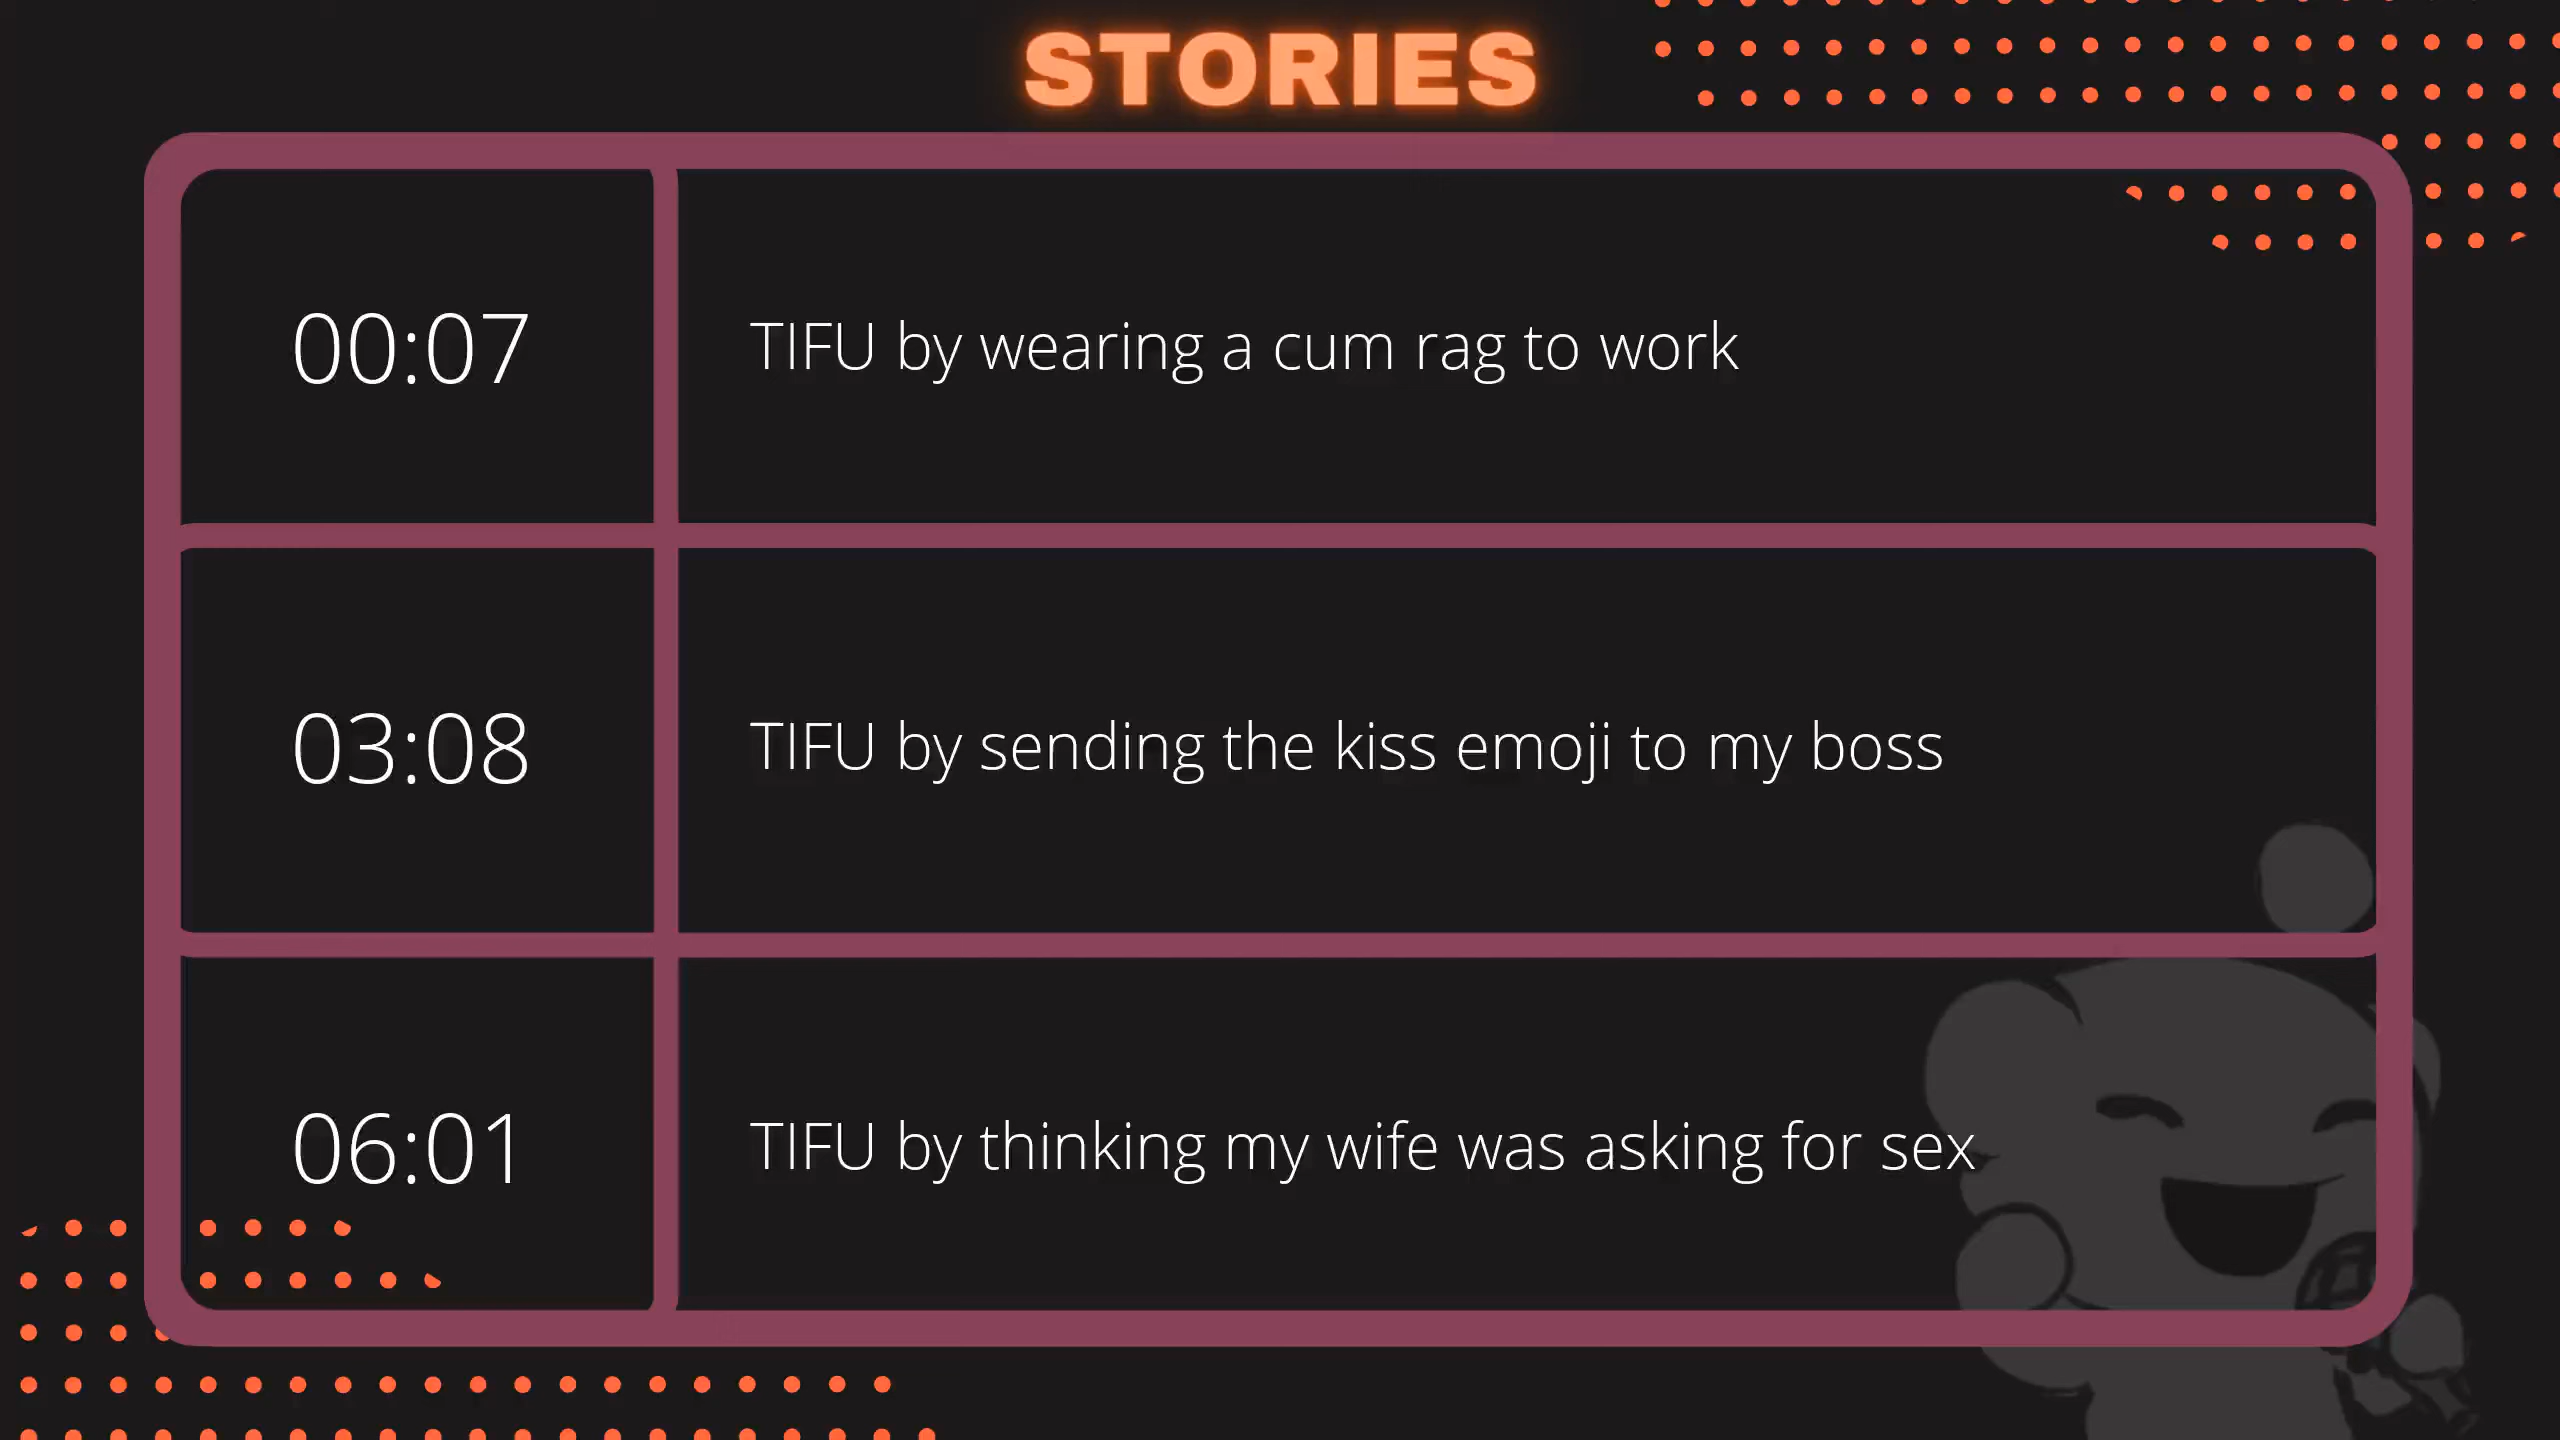 STORIES
00:07
TIFU by wearing a cum rag to work
03:08
TIFU by sending the kiss emoji to my boss
06:01
TIFU by thinking my wife was asking for sex